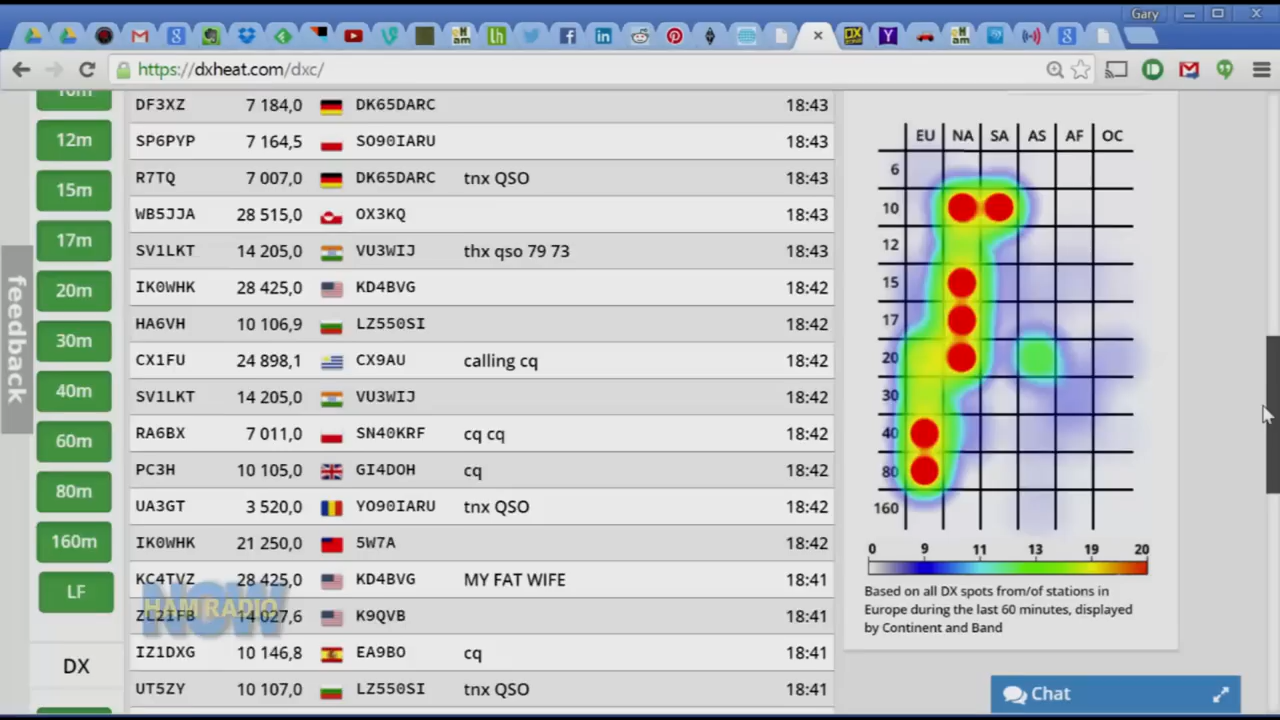 Gary
https://dxheat.com/dxc/
feedback
10m
12m
15m
17m
20m
30m
40m
60m
80m
160m
LF
DX
DF3XZ 7 184,0 DK65DARC 18:43
SP6PYP 7 164,5 SO90IARU 18:43
R7TQ 7 007,0 DK65DARC tnx QSO 18:43
WB5JJA 28 515,0 OX3KQ 18:43
SV1LKT 14 205,0 VU3WIJ thx qso 79 73 18:43
IK0WHK 28 425,0 KD4BVG 18:42
HA6VH 10 106,9 LZ550SI 18:42
CX1FU 24 898,1 CX9AU calling cq 18:42
SV1LKT 14 205,0 VU3WIJ 18:42
RA6BX 7 011,0 SN40KRF cq cq 18:42
PC3H 10 105,0 GI4DOH cq 18:42
UA3GT 3 520,0 YO90IARU tnx QSO 18:42
IK0WHK 21 250,0 5W7A 18:42
KC4TVZ 28 425,0 KD4BVG MY FAT WIFE 18:41
ZL2IFB 14 027,6 K9QVB 18:41
IZ1DXG 10 146,8 EA9BO cq 18:41
UT5ZY 10 107,0 LZ550SI tnx QSO 18:41
HAM RADIO
NOW
EU NA SA AS AF OC
6
10
12
15
17
20
30
40
80
160
0 9 11 13 19 20
Based on all DX spots from/of stations in
Europe during the last 60 minutes, displayed
by Continent and Band
Chat